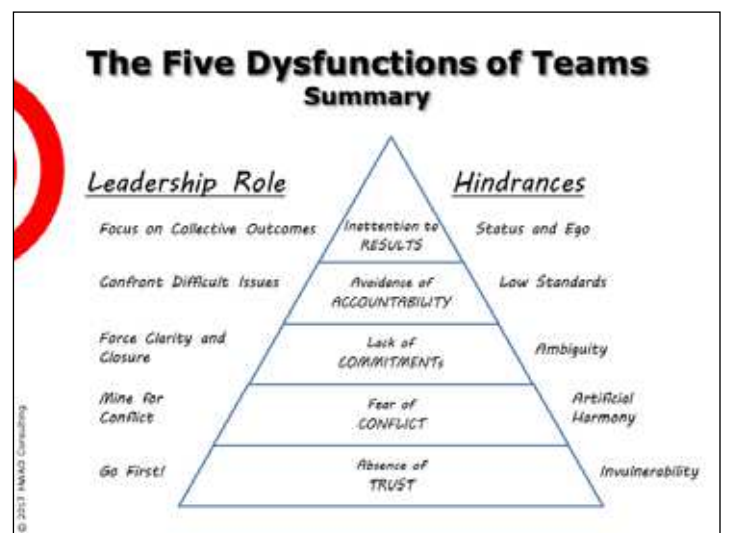 The Five Dysfunctions of Teams
Summary
Leadership Role
Hindrances
Focus on Collective Outcomes
Inattention to
RESULTS
Status and Ego
Confront Difficult Issues
Avoidance of
ACCOUNTABILITY
Low Standards
Force Clarity and
Closure
Lack of
COMMITMENTs
Ambiguity
Mine for
Conflict
Fear of
CONFLICT
Artificial
Harmony
Go First!
Absence of
TRUST
Invulnerability
© 2013 Consulting